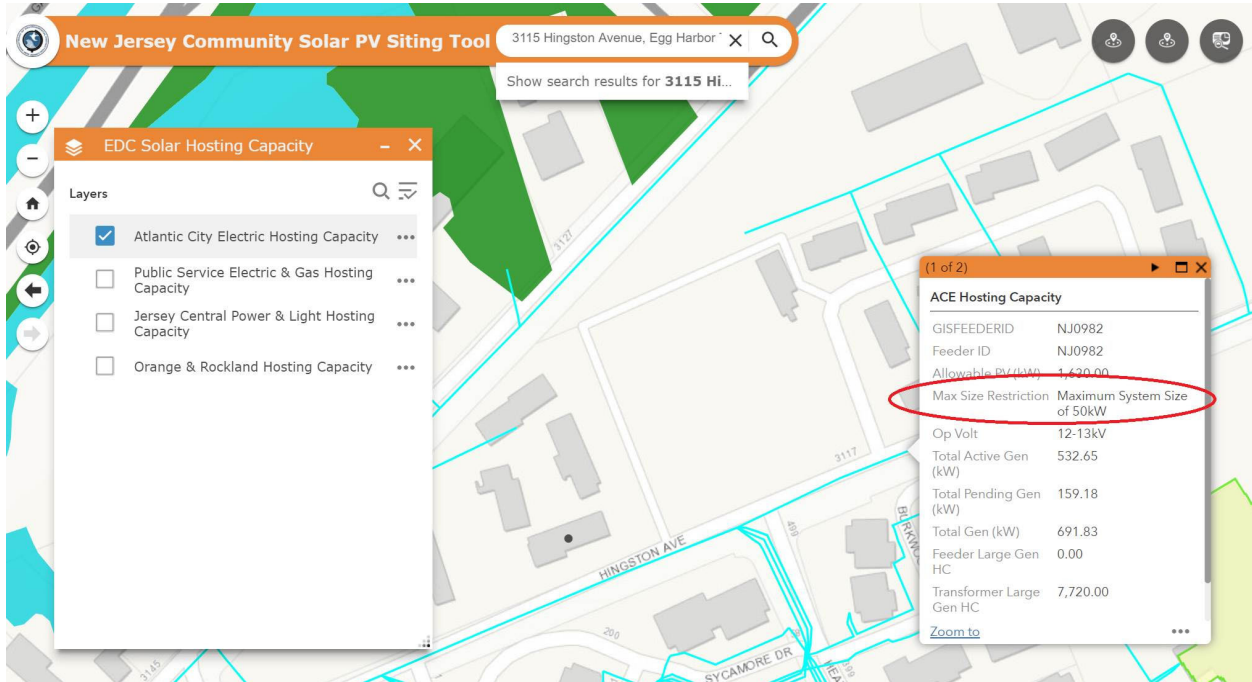 New Jersey Community Solar PV Siting Tool
3115 Hingston Avenue, Egg Harbor
Show search results for 3115 Hi...
EDC Solar Hosting Capacity
Layers
Atlantic City Electric Hosting Capacity
Public Service Electric & Gas Hosting
Capacity
Jersey Central Power & Light Hosting
Capacity
Orange & Rockland Hosting Capacity
3127
3117
499
HINGSTON AVE
200
SYCAMORE DR
3145
(1 of 2)
ACE Hosting Capacity
GISFEEDERID NJ0982
Feeder ID NJ0982
Allowable PV (kW) 1,630.00
Max Size Restriction Maximum System Size
of 50kW
Op Volt 12-13kV
Total Active Gen 532.65
(kW)
Total Pending Gen 159.18
(kW)
Total Gen (kW) 691.83
Feeder Large Gen 0.00
HC
Transformer Large 7,720.00
Gen HC
Zoom to